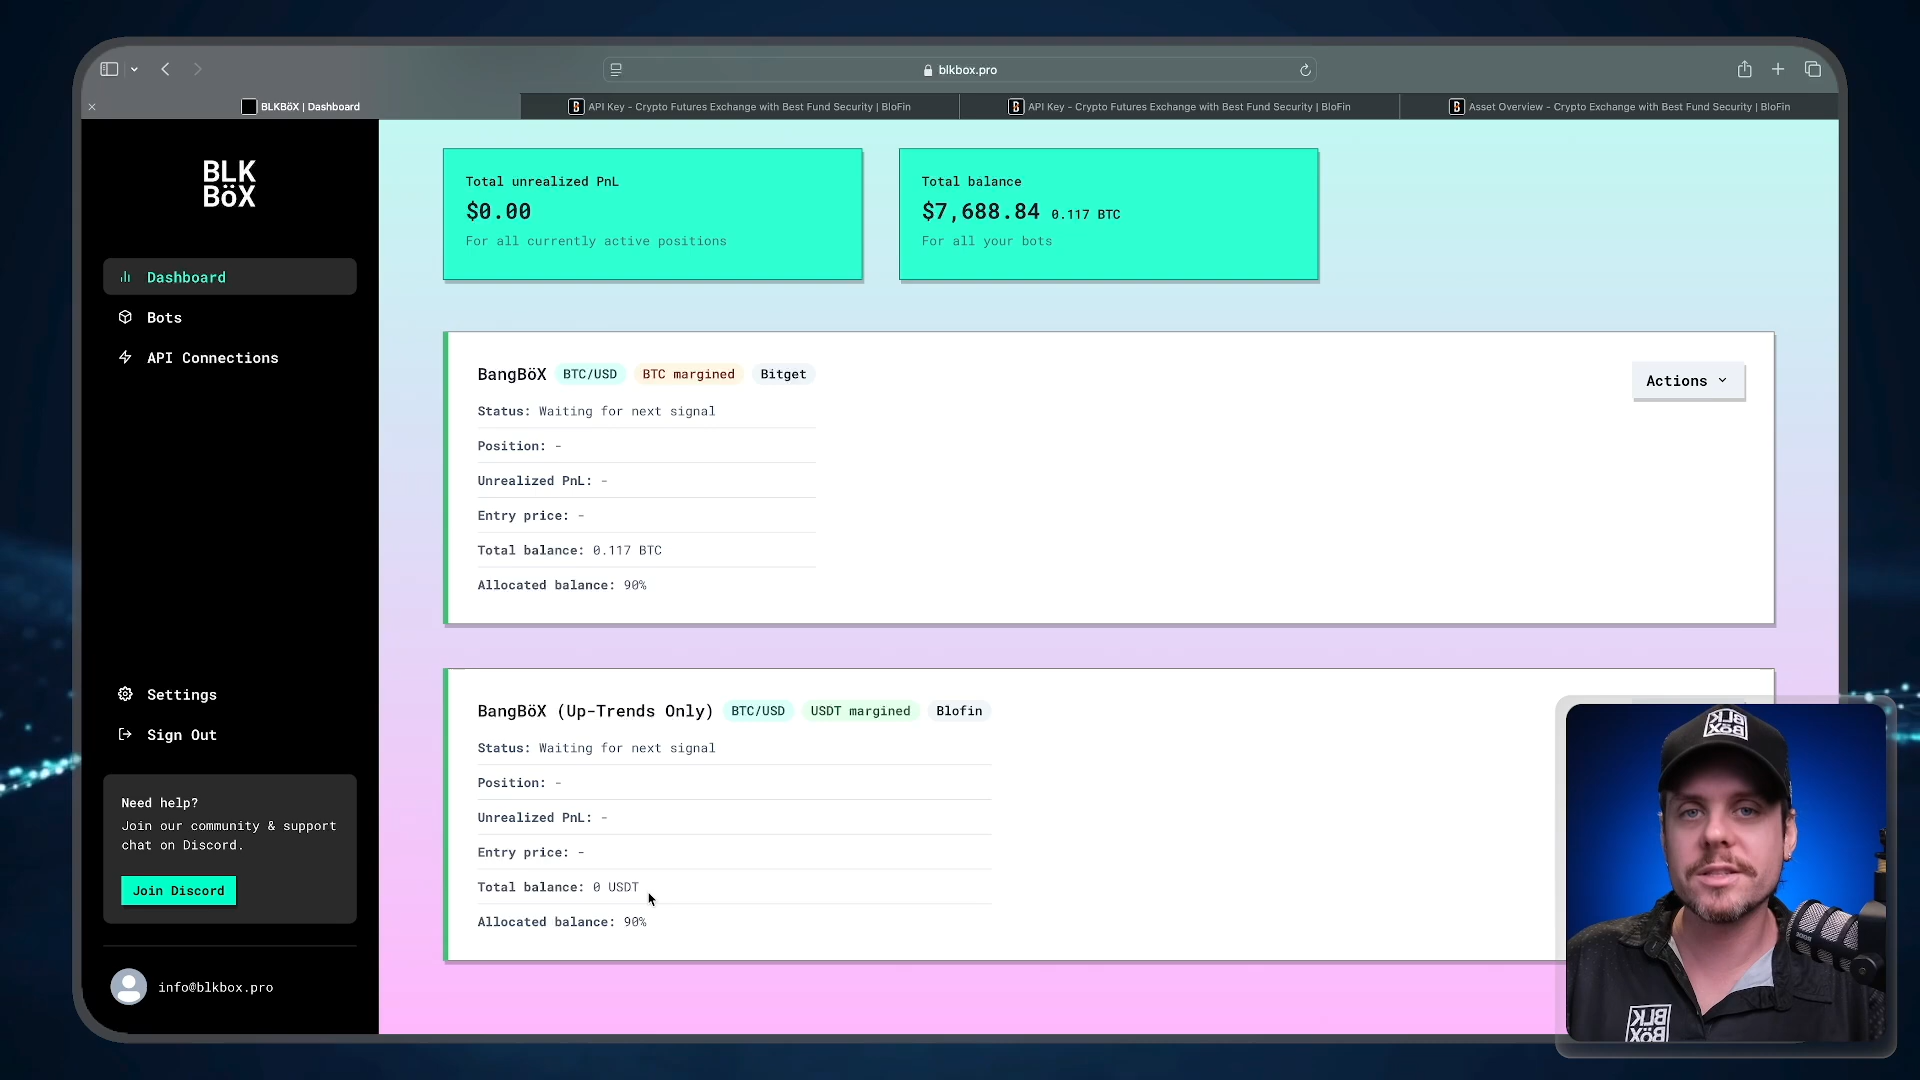 blkbox.pro
BLKBöX | Dashboard
API Key - Crypto Futures Exchange with Best Fund Security | BloFin
API Key - Crypto Futures Exchange with Best Fund Security | BloFin
Asset Overview - Crypto Exchange with Best Fund Security | BloFin
BLK
BöX
Dashboard
Bots
API Connections
Settings
Sign Out
Need help?
Join our community & support
chat on Discord.
Join Discord
info@blkbox.pro
Total unrealized PnL
$0.00
For all currently active positions
Total balance
$7,688.84 0.117 BTC
For all your bots
BangBöX BTC/USD BTC margined Bitget
Actions
Status: Waiting for next signal
Position: -
Unrealized PnL: -
Entry price: -
Total balance: 0.117 BTC
Allocated balance: 90%
BangBöX (Up-Trends Only) BTC/USD USDT margined Blofin
Status: Waiting for next signal
Position: -
Unrealized PnL: -
Entry price: -
Total balance: 0 USDT
Allocated balance: 90%
BLK
BöX
BLK
BöX